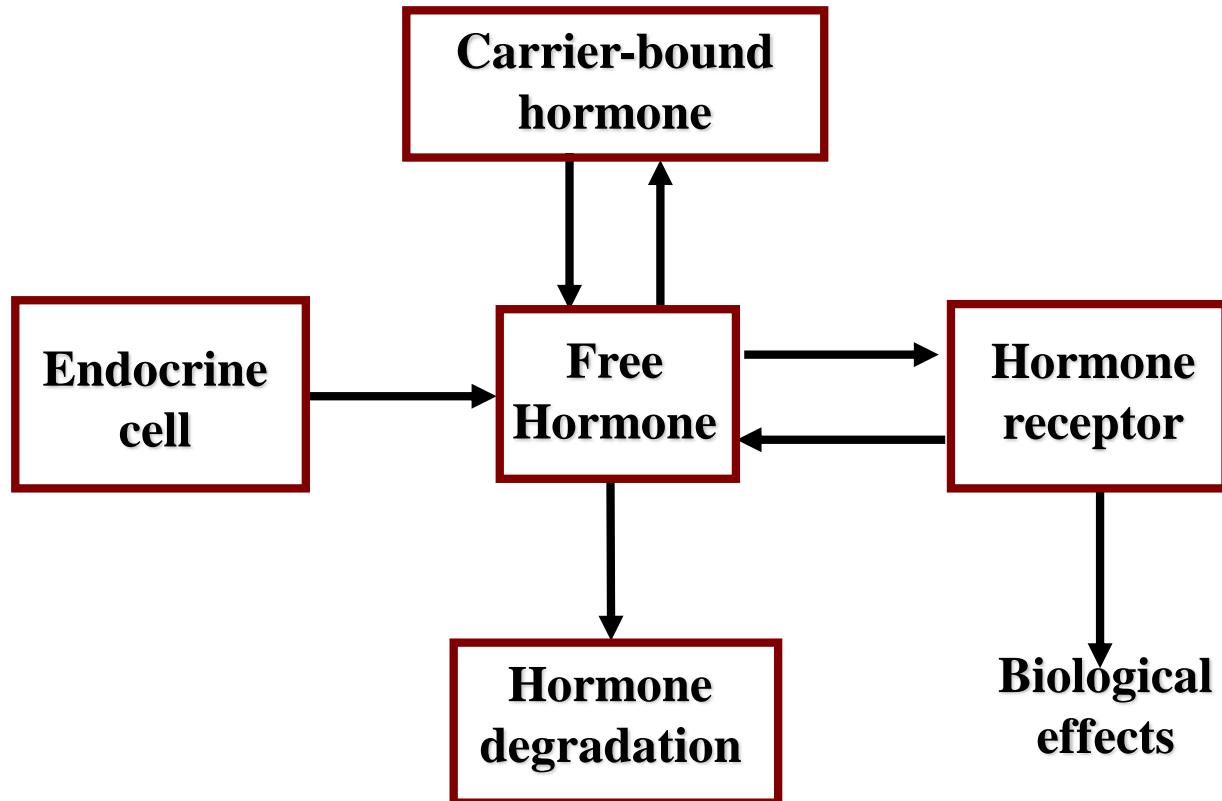 Carrier-bound
hormone
Endocrine
cell
Free
Hormone
Hormone
receptor
Hormone
degradation
Biological
effects